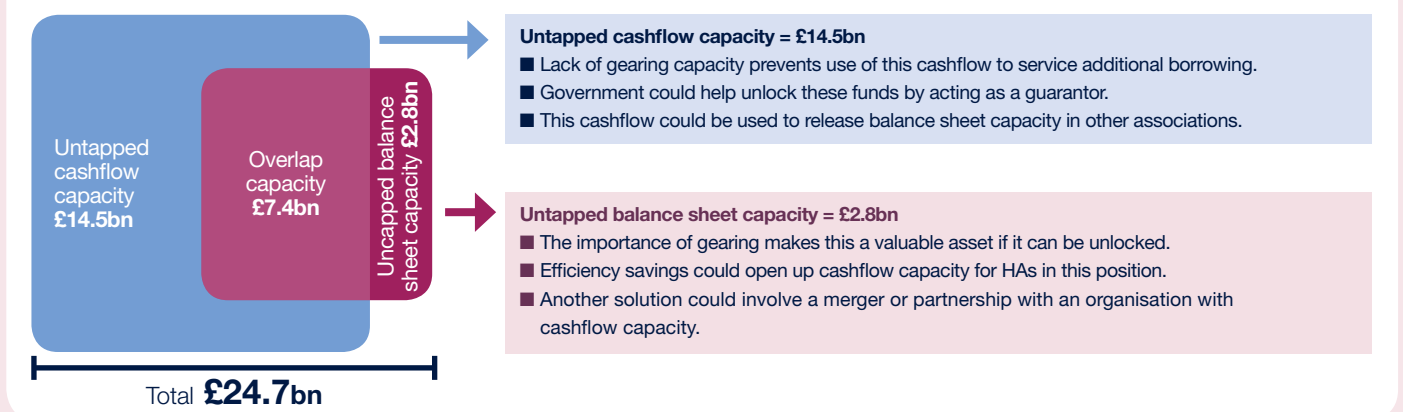 Untapped
cashflow
capacity
£14.5bn
Overlap
capacity
£7.4bn
Uncapped balance
sheet capacity £2.8bn
Total £24.7bn
Untapped cashflow capacity = £14.5bn
■ Lack of gearing capacity prevents use of this cashflow to service additional borrowing.
■ Government could help unlock these funds by acting as a guarantor.
■ This cashflow could be used to release balance sheet capacity in other associations.
Untapped balance sheet capacity = £2.8bn
■ The importance of gearing makes this a valuable asset if it can be unlocked.
■ Efficiency savings could open up cashflow capacity for HAs in this position.
■ Another solution could involve a merger or partnership with an organisation with
cashflow capacity.